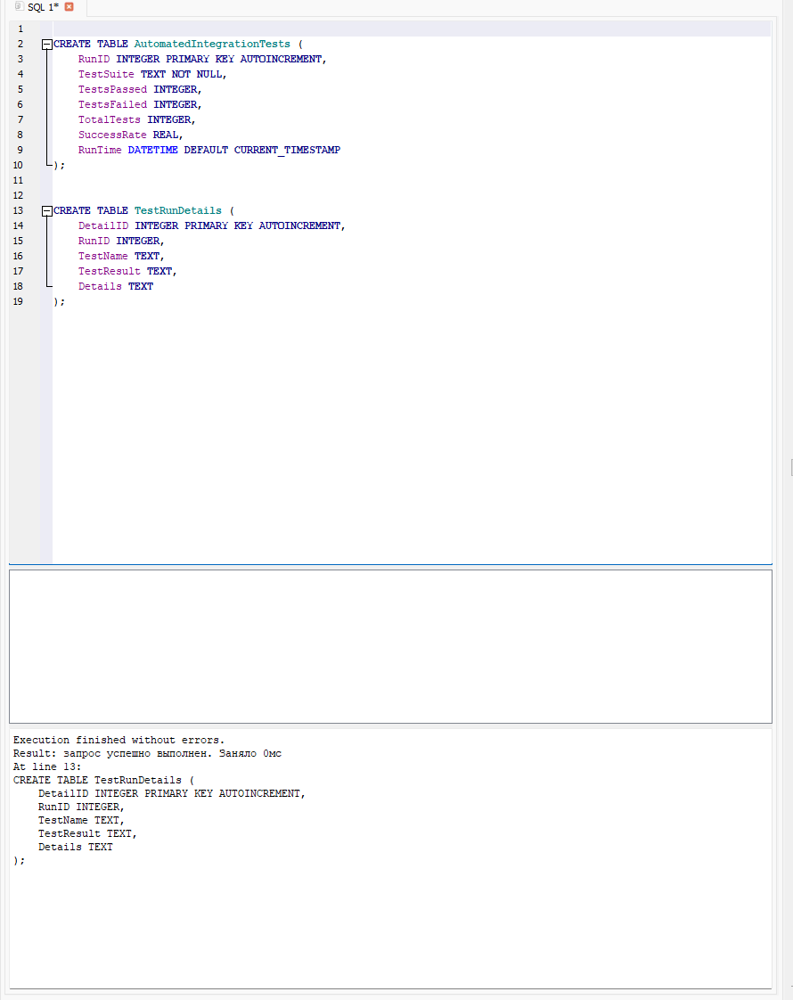 SQL 1*
1
2 CREATE TABLE AutomatedIntegrationTests (
3 RunID INTEGER PRIMARY KEY AUTOINCREMENT,
4 TestSuite TEXT NOT NULL,
5 TestsPassed INTEGER,
6 TestsFailed INTEGER,
7 TotalTests INTEGER,
8 SuccessRate REAL,
9 RunTime DATETIME DEFAULT CURRENT_TIMESTAMP
10 );
11
12
13 CREATE TABLE TestRunDetails (
14 DetailID INTEGER PRIMARY KEY AUTOINCREMENT,
15 RunID INTEGER,
16 TestName TEXT,
17 TestResult TEXT,
18 Details TEXT
19 );
Execution finished without errors.
Result: запрос успешно выполнен. Заняло 0мс
At line 13:
CREATE TABLE TestRunDetails (
DetailID INTEGER PRIMARY KEY AUTOINCREMENT,
RunID INTEGER,
TestName TEXT,
TestResult TEXT,
Details TEXT
);